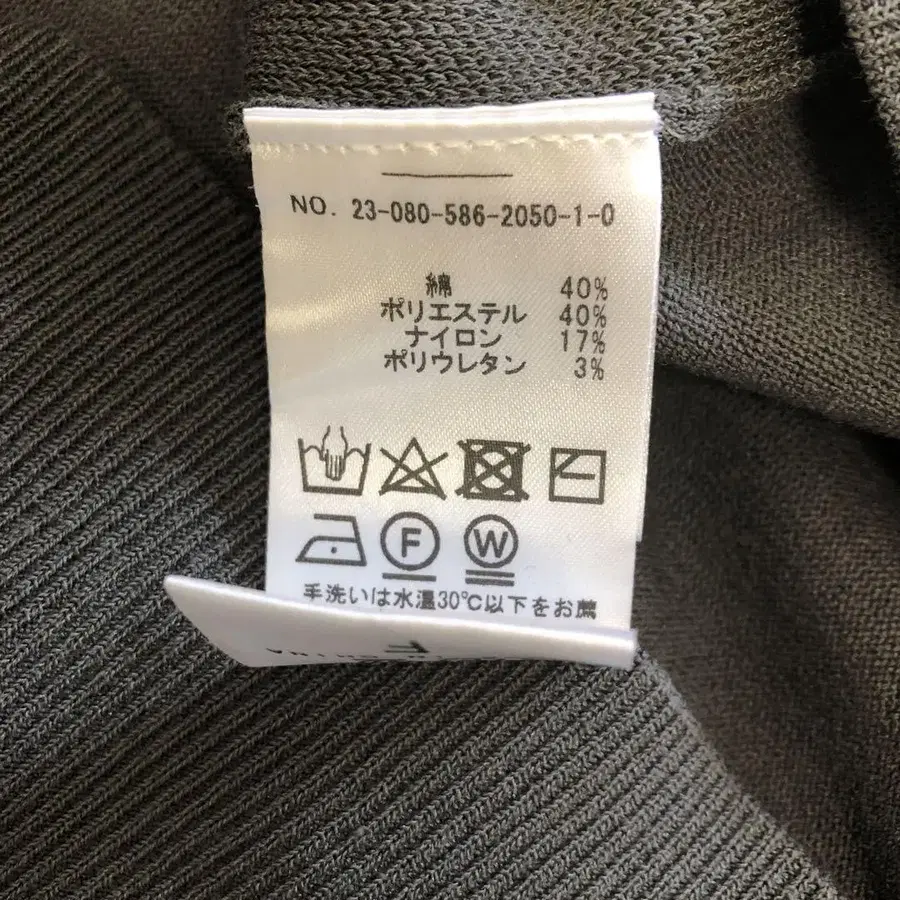 NO. 23-080-586-2050-1-0
綿 40%
ポリエステル 40%
ナイロン 17%
ポリウレタン 3%
F W
手洗いは水温30℃以下をお薦